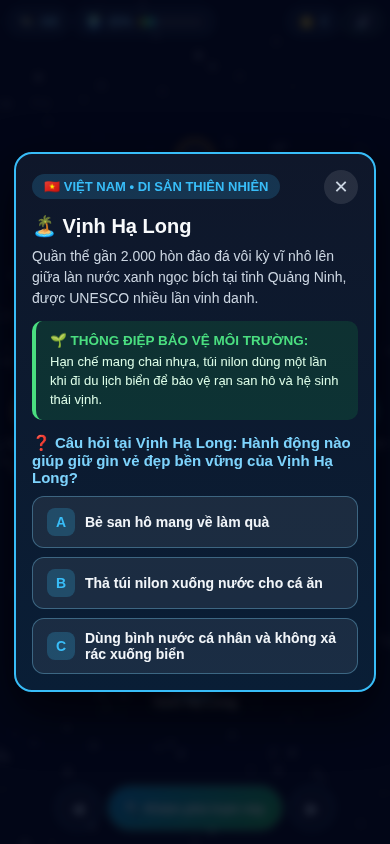 VIỆT NAM • DI SẢN THIÊN NHIÊN
Vịnh Hạ Long
Quần thể gần 2.000 hòn đảo đá vôi kỳ vĩ nhô lên
giữa làn nước xanh ngọc bích tại tỉnh Quảng Ninh,
được UNESCO nhiều lần vinh danh.
THÔNG ĐIỆP BẢO VỆ MÔI TRƯỜNG:
Hạn chế mang chai nhựa, túi nilon dùng một lần
khi đi du lịch biển để bảo vệ rạn san hô và hệ sinh
thái vịnh.
❓ Câu hỏi tại Vịnh Hạ Long: Hành động nào
giúp giữ gìn vẻ đẹp bền vững của Vịnh Hạ
Long?
A Bẻ san hô mang về làm quà
B Thả túi nilon xuống nước cho cá ăn
C Dùng bình nước cá nhân và không xả
rác xuống biển